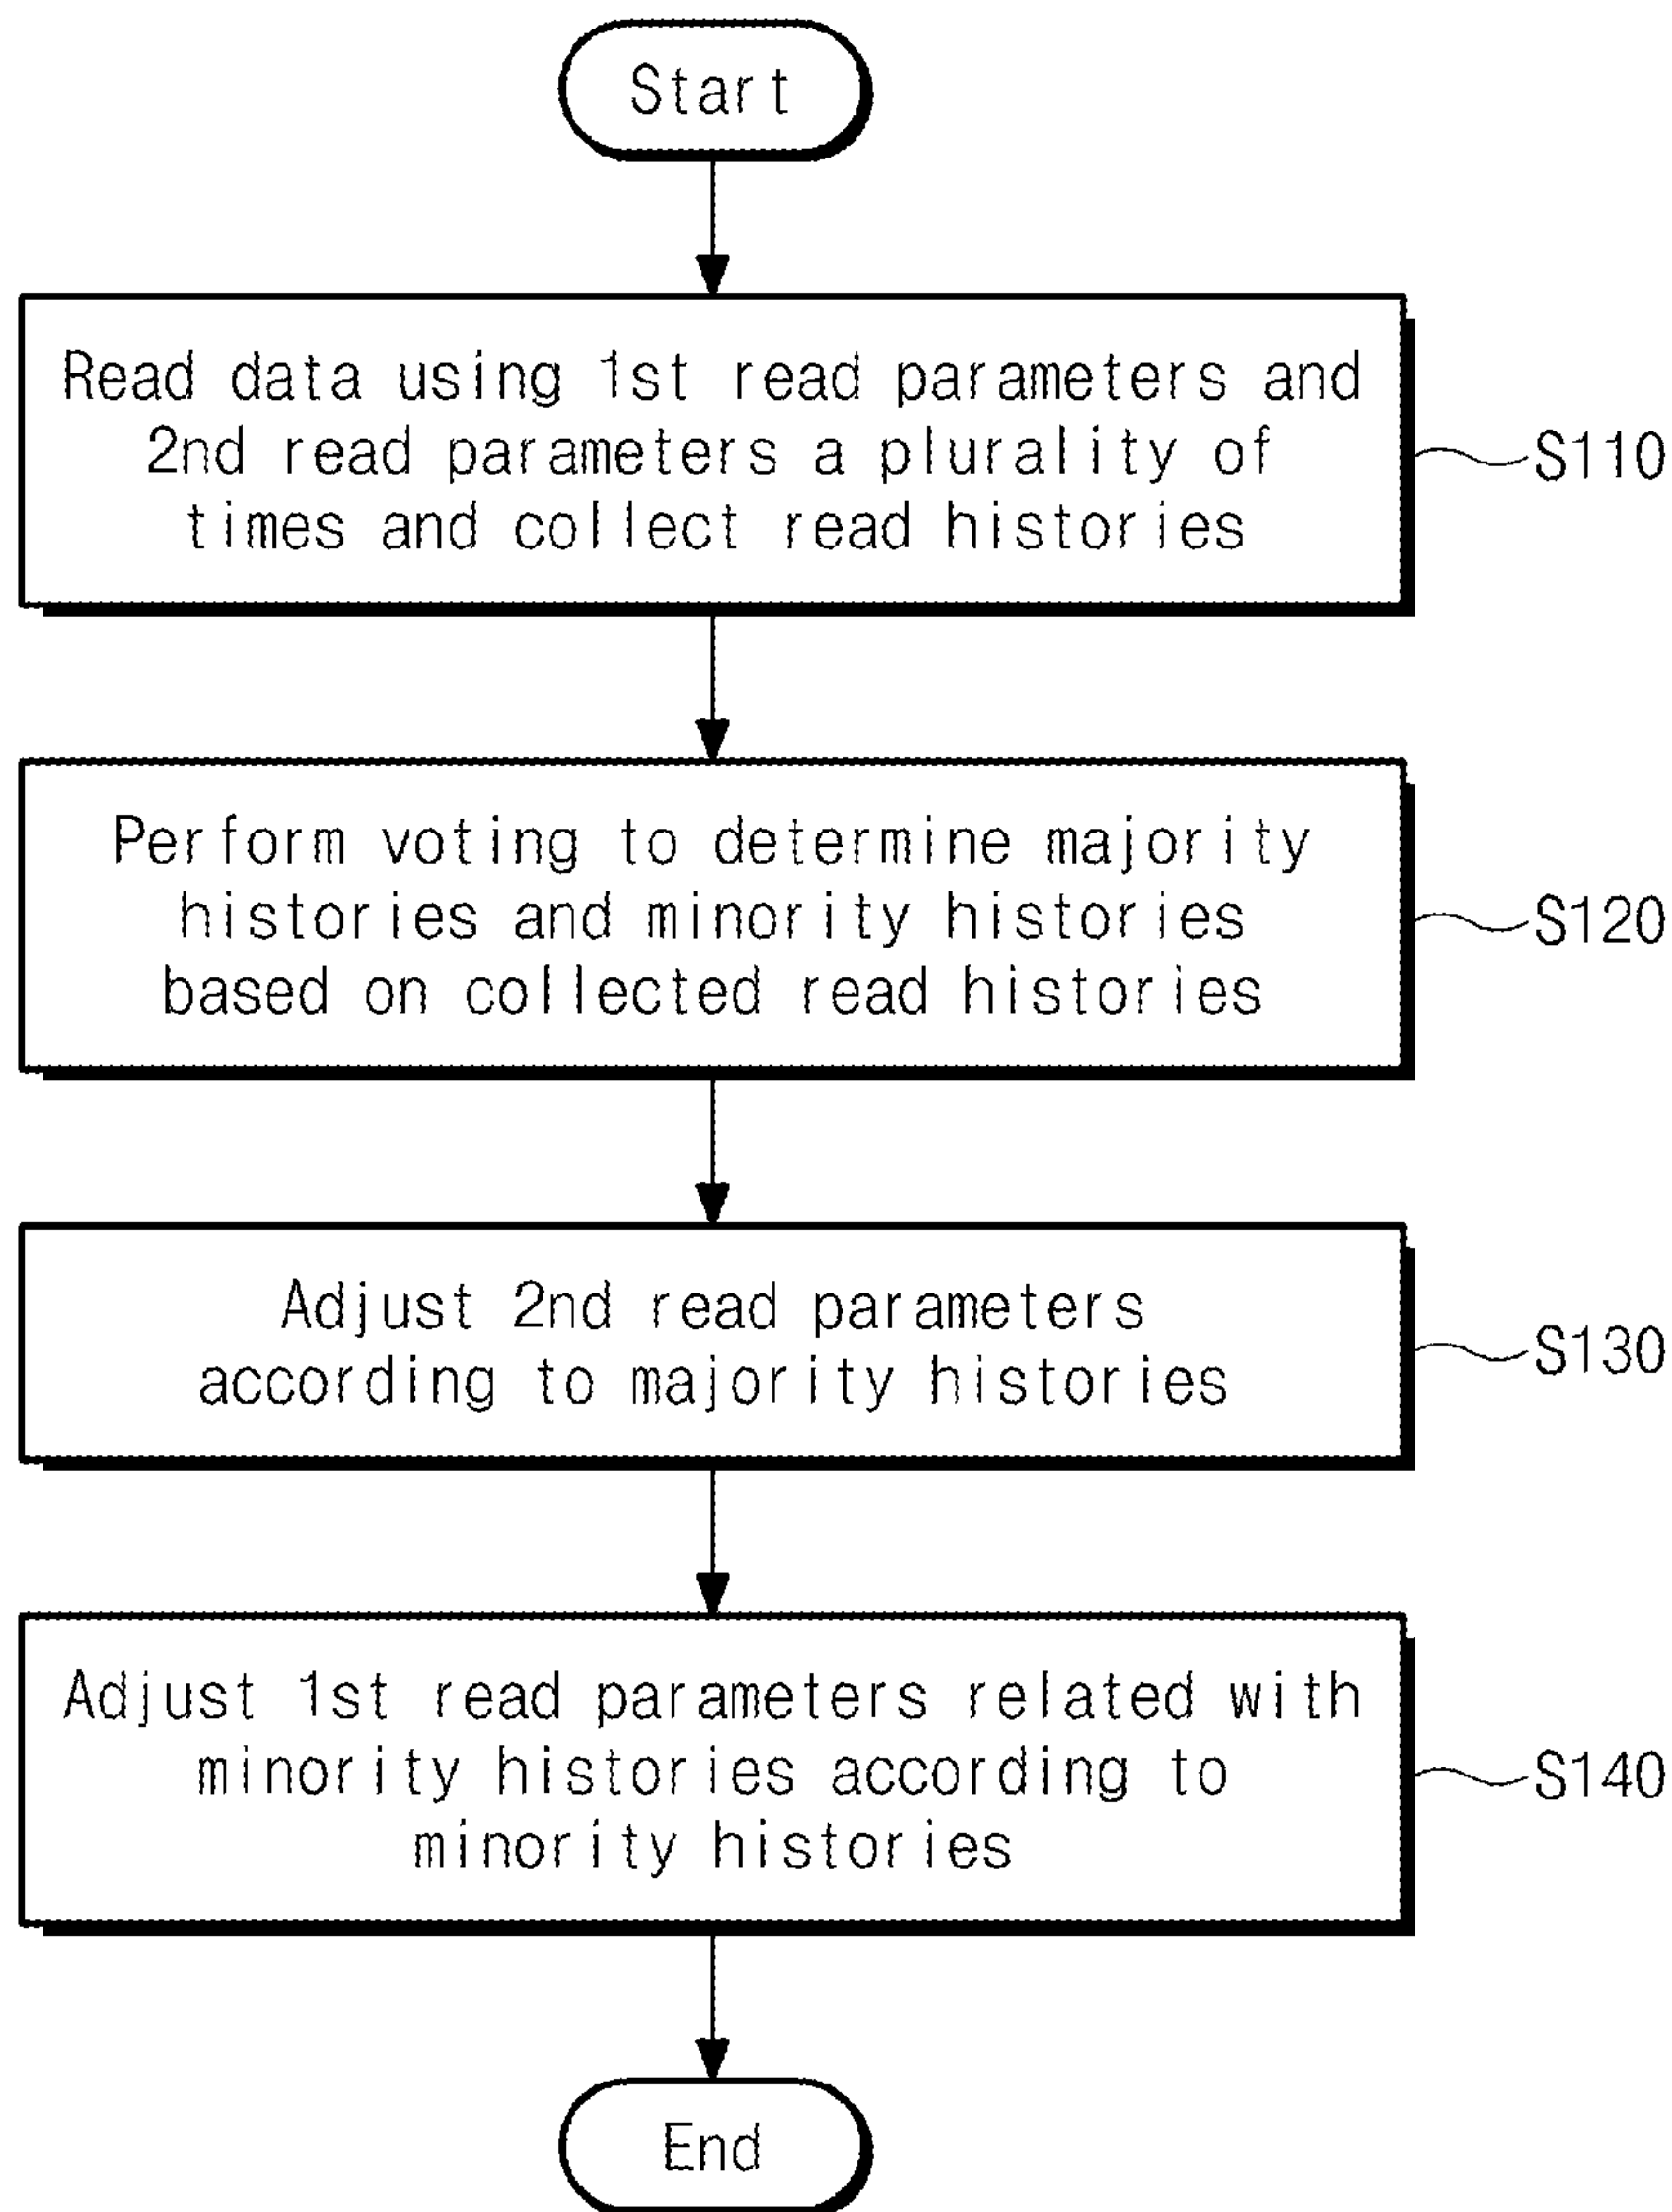 Start
Read data using 1st read parameters and
2nd read parameters a plurality of
times and collect read histories
S110
Perform voting to determine majority
histories and minority histories
based on collected read histories
S120
Adjust 2nd read parameters
according to majority histories
S130
Adjust 1st read parameters related with
minority histories according to
minority histories
S140
End